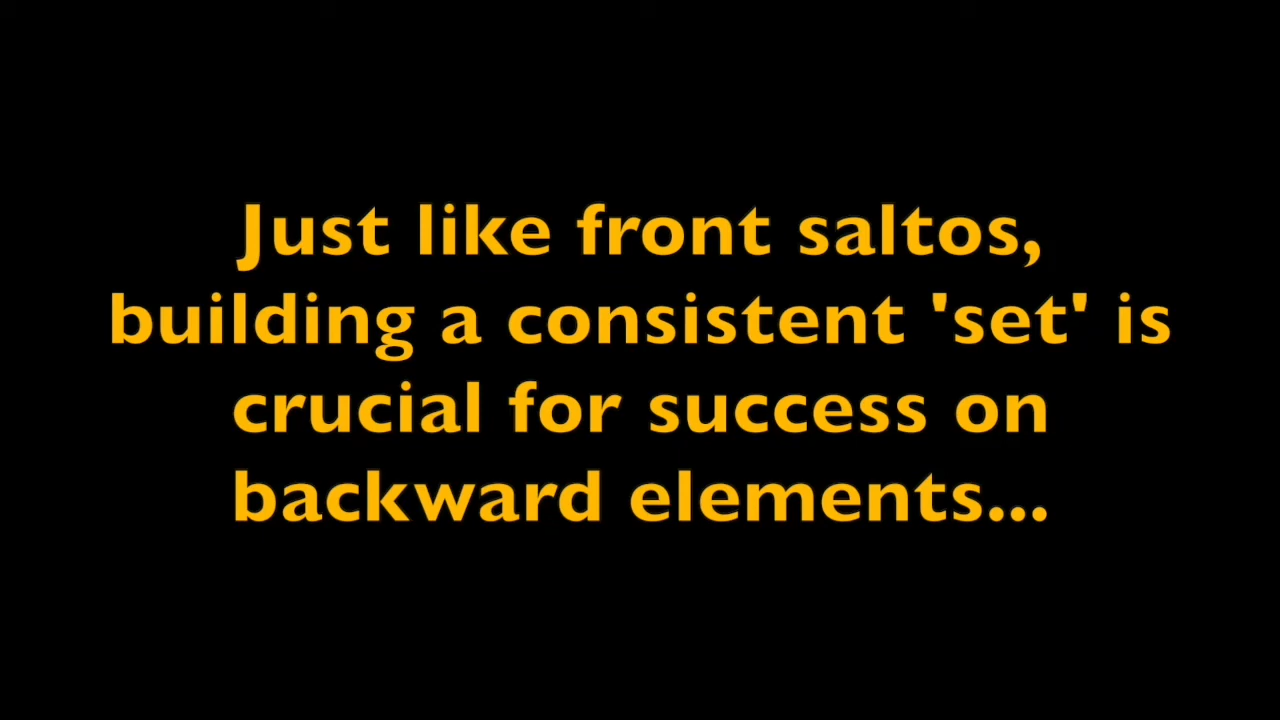 Just like front saltos,
building a consistent 'set' is
crucial for success on
backward elements...